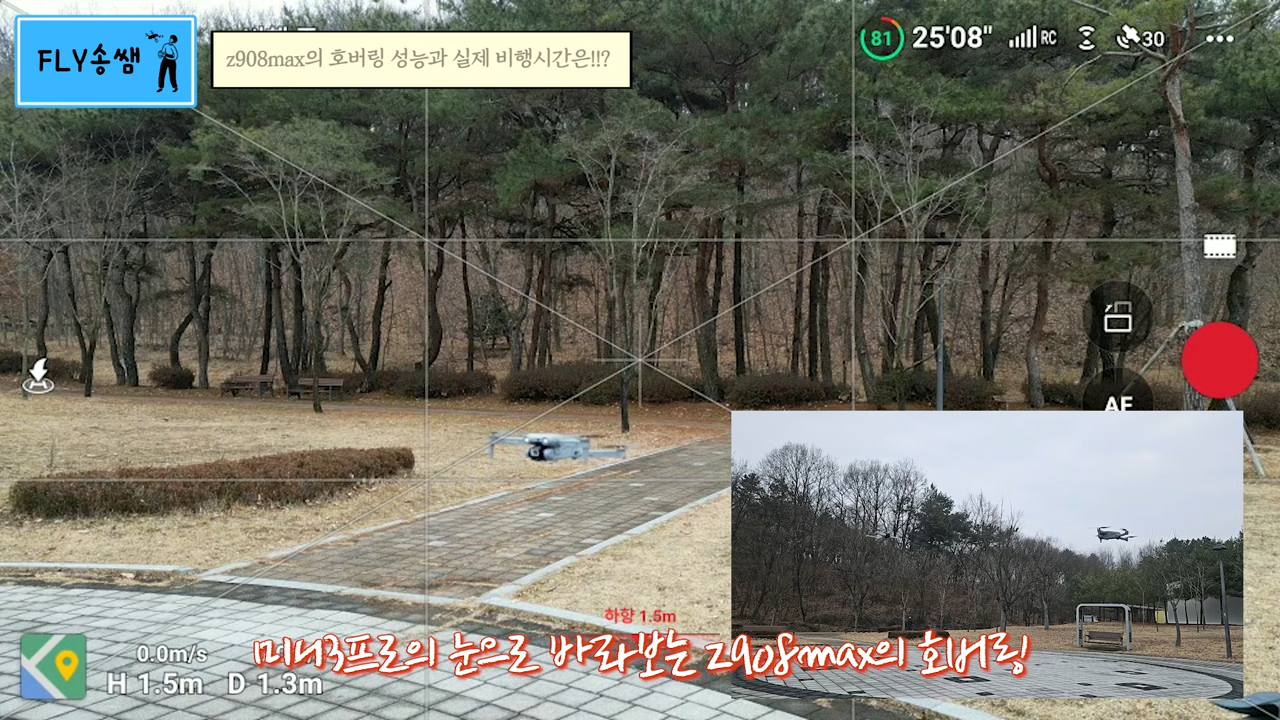 FLY송쌤
z908max의 호버링 성능과 실제 비행시간은!!?
81 25'08" RC 30
AF
하향 1.5m
미니3프로의 눈으로 바라보는 z908max의 호버링
0.0m/s
H 1.5m D 1.3m